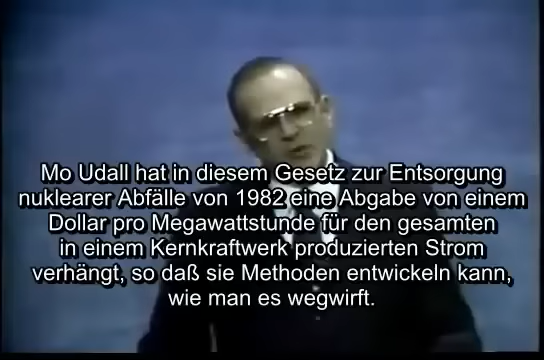 Mo Udall hat in diesem Gesetz zur Entsorgung
nuklearer Abfälle von 1982 eine Abgabe von einem
Dollar pro Megawattstunde für den gesamten
in einem Kernkraftwerk produzierten Strom
verhängt, so daß sie Methoden entwickeln kann,
wie man es wegwirft.